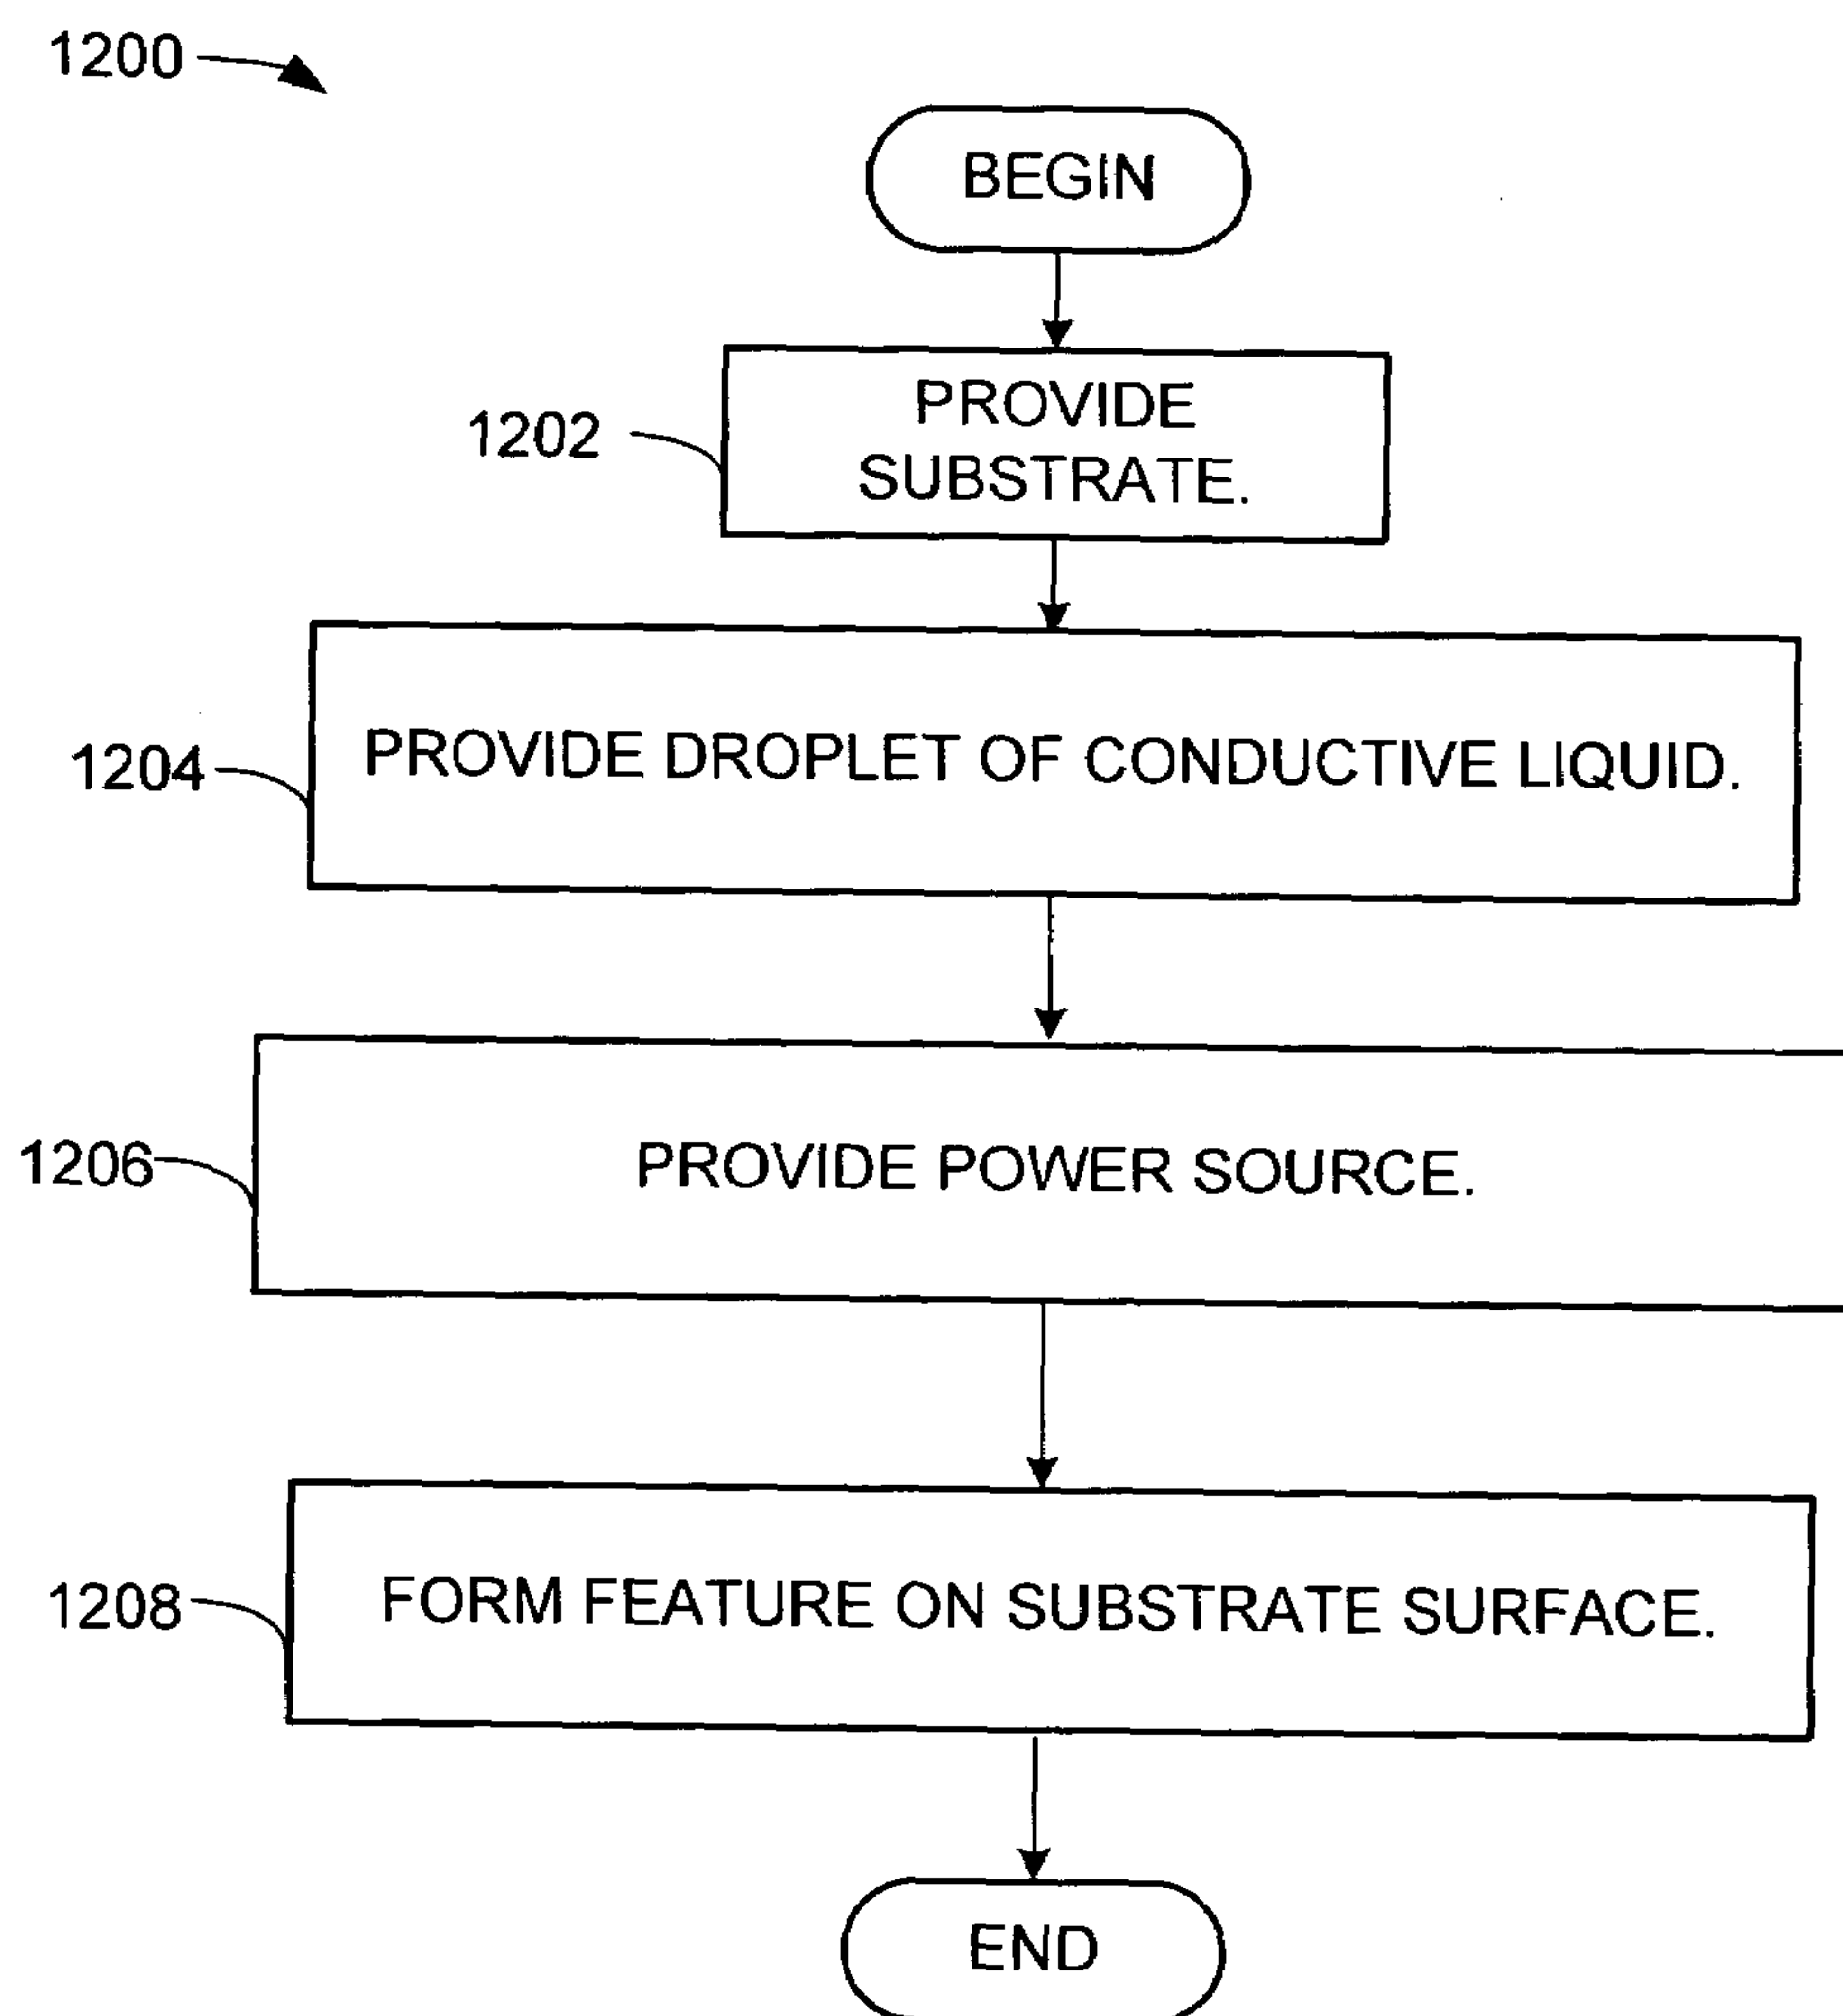 1200
BEGIN
1202
PROVIDE
SUBSTRATE.
1204
PROVIDE DROPLET OF CONDUCTIVE LIQUID.
1206
PROVIDE POWER SOURCE.
1208
FORM FEATURE ON SUBSTRATE SURFACE.
END